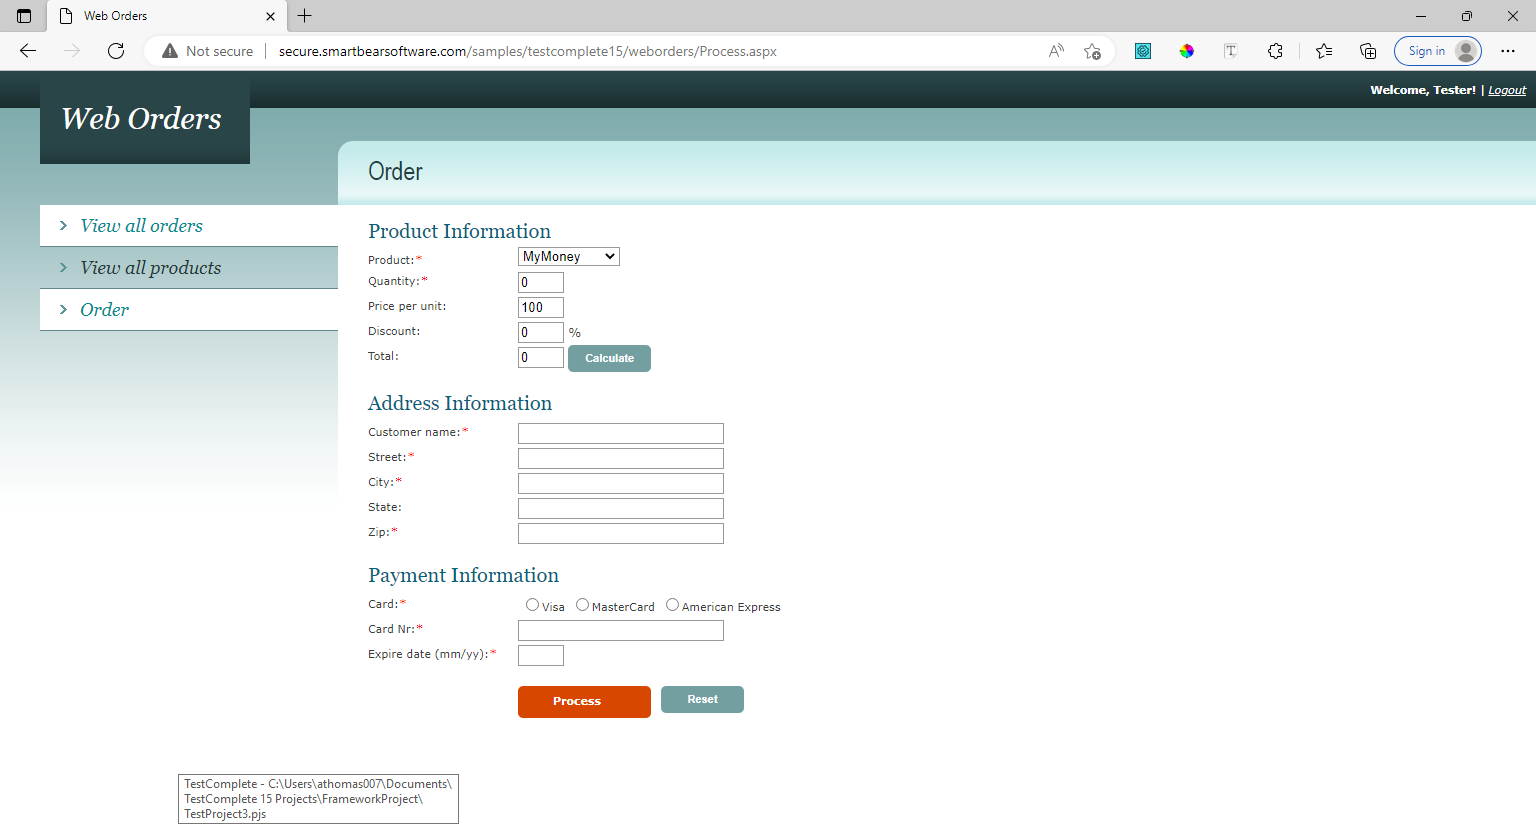 Web Orders
Not secure
secure.smartbearsoftware.com/samples/testcomplete15/weborders/Process.aspx
Sign in
Welcome, Tester! | Logout
Web Orders
Order
View all orders
View all products
Order
Product Information
Product:* MyMoney
Quantity:* 0
Price per unit: 100
Discount: 0 %
Total: 0 Calculate
Address Information
Customer name:*
Street:*
City:*
State:
Zip:*
Payment Information
Card:* Visa MasterCard American Express
Card Nr:*
Expire date (mm/yy):*
Process Reset
TestComplete - C:\Users\athomas007\Documents\
TestComplete 15 Projects\FrameworkProject\
TestProject3.pjs